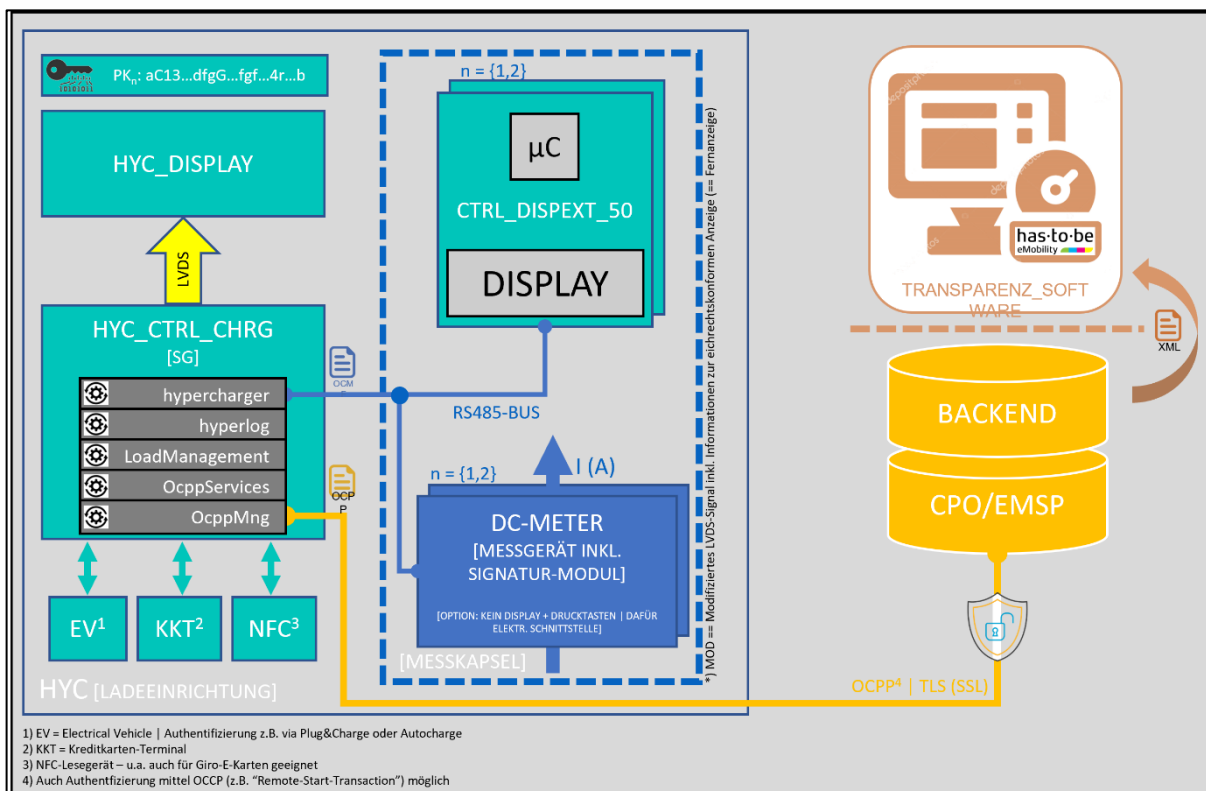 PKn: aC13...dfgG...fgf...4r...b
HYC_DISPLAY
LVDS
HYC_CTRL_CHRG
[SG]
hypercharger
hyperlog
LoadManagement
OcppServices
OcppMng
EV1
KKT2
NFC3
HYC [LADEEINRICHTUNG]
OCM
F
OCP
P
n = {1,2}
µC
CTRL_DISPEXT_50
DISPLAY
RS485-BUS
n = {1,2}
I (A)
DC-METER
[MESSGERÄT INKL.
SIGNATUR-MODUL]
[OPTION: KEIN DISPLAY + DRUCKTASTEN | DAFÜR
ELEKTR. SCHNITTSTELLE]
[MESSKAPSEL]
*) MOD == Modifiziertes LVDS-Signal inkl. Informationen zur eichrechtskonformen Anzeige (== Fernanzeige)
has·to·be
eMobility
TRANSPARENZ_SOFT
WARE
XML
BACKEND
CPO/EMSP
OCPP4 | TLS (SSL)
1) EV = Electrical Vehicle | Authentifizierung z.B. via Plug&Charge oder Autocharge
2) KKT = Kreditkarten-Terminal
3) NFC-Lesegerät – u.a. auch für Giro-E-Karten geeignet
4) Auch Authentfizierung mittel OCCP (z.B. “Remote-Start-Transaction”) möglich